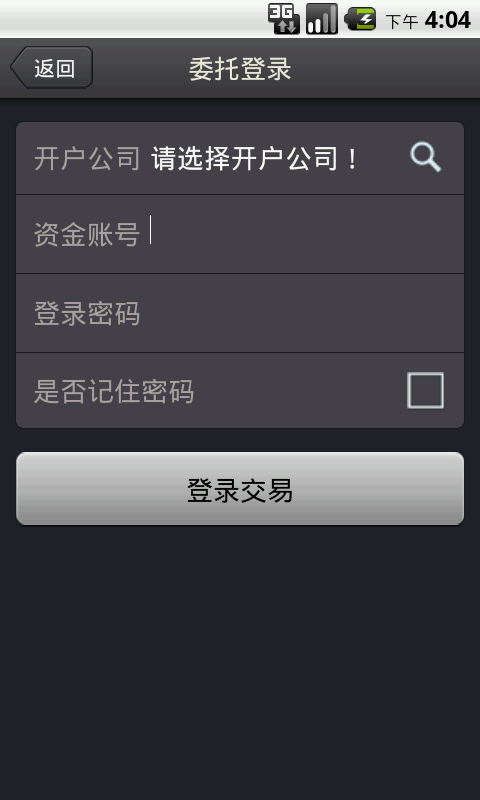 3G 下午 4:04
返回 委托登录
开户公司 请选择开户公司！
资金账号
登录密码
是否记住密码
登录交易